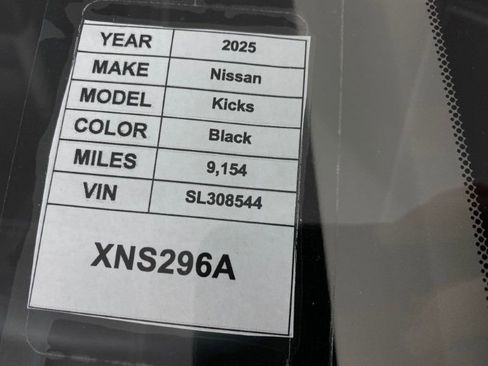 YEAR 2025
MAKE Nissan
MODEL Kicks
COLOR Black
MILES 9,154
VIN SL308544
XNS296A